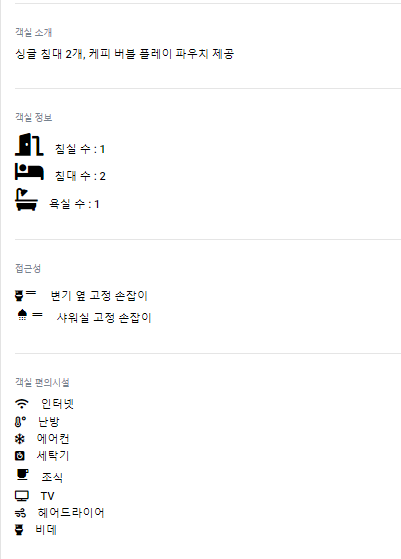 객실 소개
싱글 침대 2개, 케피 버블 플레이 파우치 제공
객실 정보
침실 수 : 1
침대 수 : 2
욕실 수 : 1
접근성
변기 옆 고정 손잡이
샤워실 고정 손잡이
객실 편의시설
인터넷
난방
에어컨
세탁기
조식
TV
헤어드라이어
비데